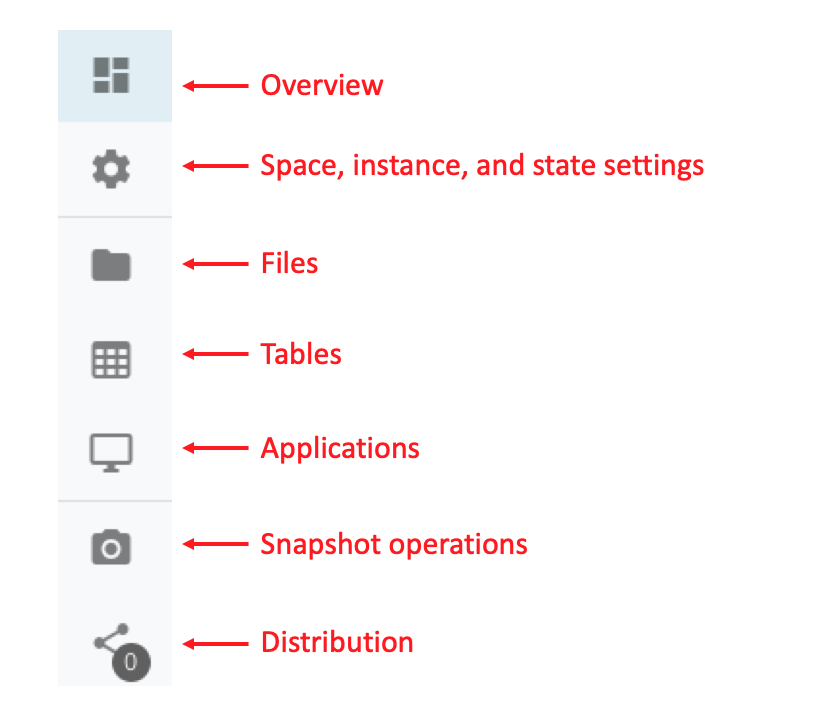 Overview
Space, instance, and state settings
Files
Tables
Applications
Snapshot operations
Distribution
0